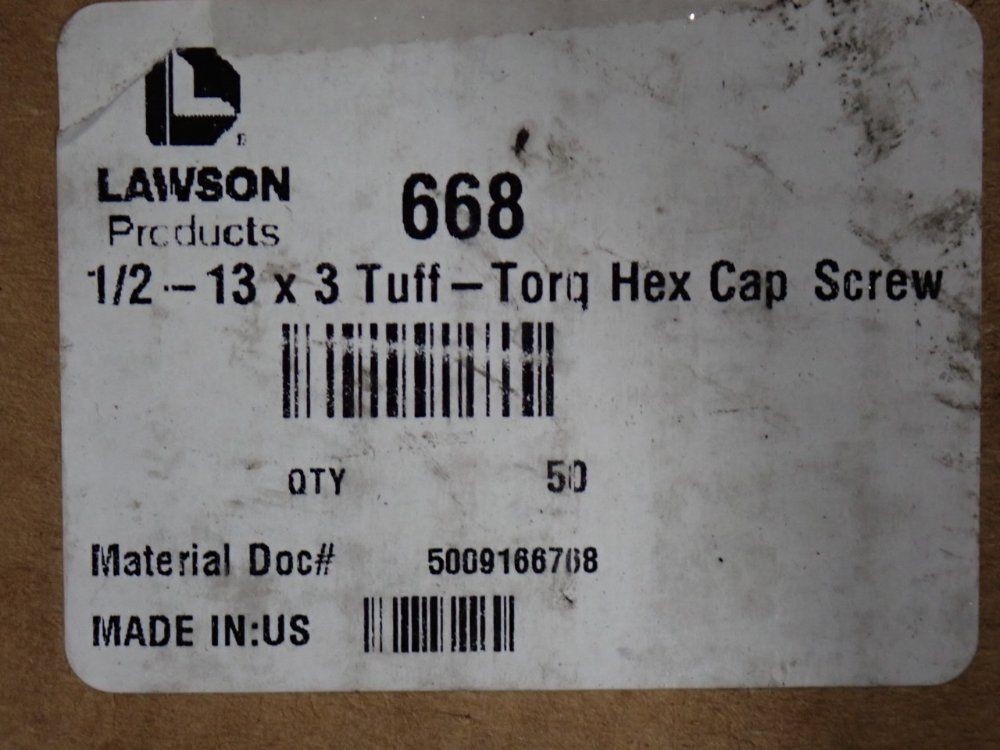 LAWSON
Products
668
1/2-13 x 3 Tuff-Torq Hex Cap Screw
QTY 50
Material Doc# 5009166768
MADE IN:US